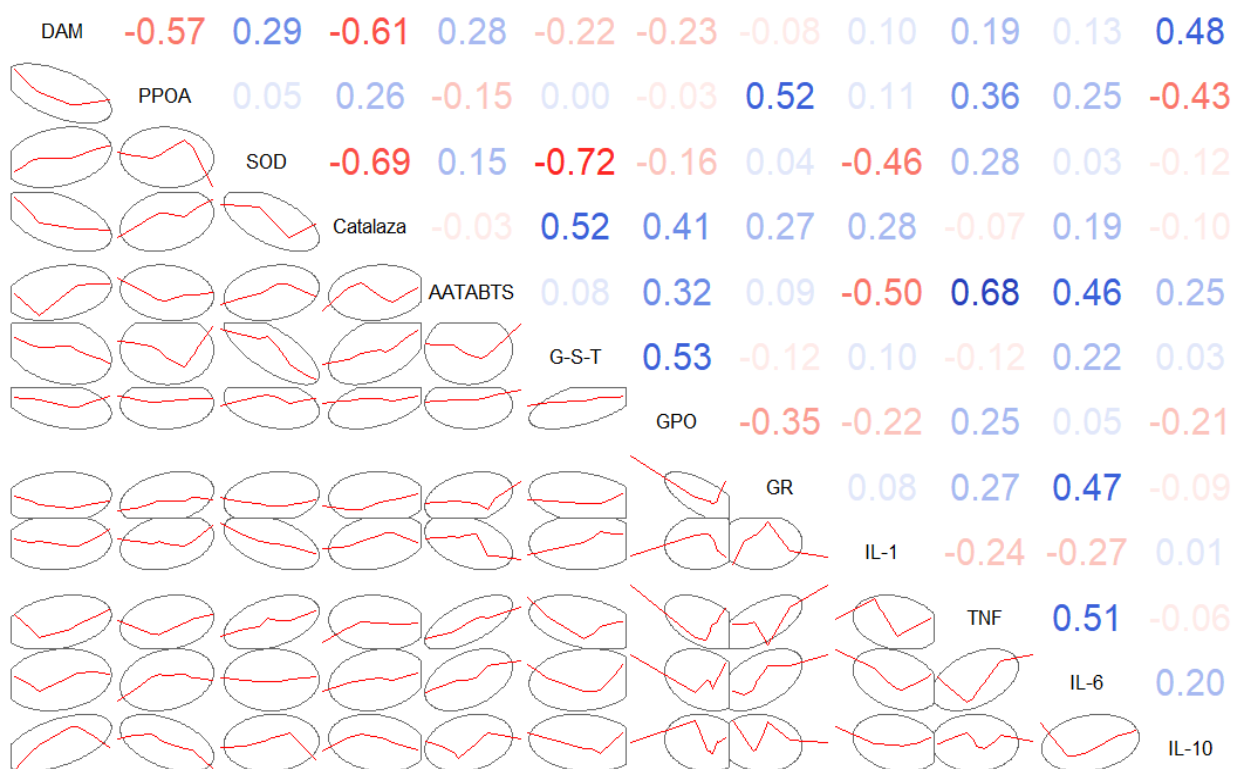 DAM -0.57 0.29 -0.61 0.28 -0.22 -0.23 -0.08 0.10 0.19 0.13 0.48
PPOA 0.05 0.26 -0.15 0.00 -0.03 0.52 0.11 0.36 0.25 -0.43
SOD -0.69 0.15 -0.72 -0.16 0.04 -0.46 0.28 0.03 -0.12
Catalaza -0.03 0.52 0.41 0.27 0.28 -0.07 0.19 -0.10
AATABTS 0.08 0.32 0.09 -0.50 0.68 0.46 0.25
G-S-T 0.53 -0.12 0.10 -0.12 0.22 0.03
GPO -0.35 -0.22 0.25 0.05 -0.21
GR 0.08 0.27 0.47 -0.09
IL-1 -0.24 -0.27 0.01
TNF 0.51 -0.06
IL-6 0.20
IL-10